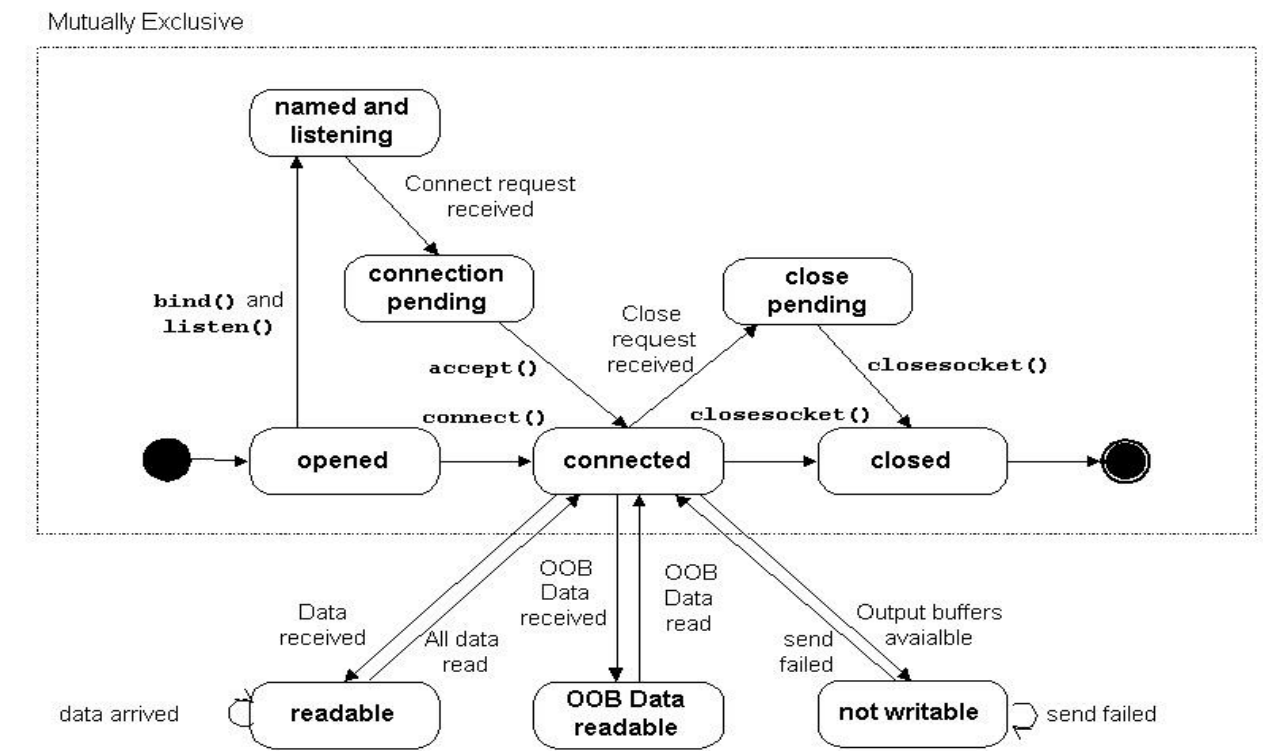 Mutually Exclusive
named and
listening
Connect request
received
connection
pending
close
pending
bind() and
listen()
Close
request
received
accept()
closesocket()
connect()
closesocket()
opened
connected
closed
OOB
Data
received
OOB
Data
read
Data
received
All data
read
send
failed
Output buffers
avaialble
data arrived
readable
OOB Data
readable
not writable
send failed